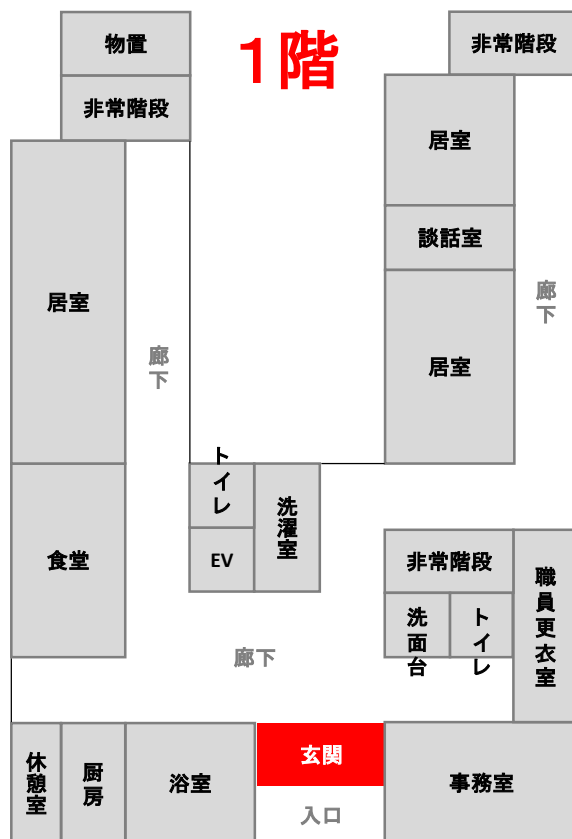 物置
1階
非常階段
非常階段
居室
談話室
居室
廊下
居室
廊下
トイレ
洗濯室
EV
食堂
非常階段
職員更衣室
洗面台
トイレ
廊下
休憩室
厨房
浴室
玄関
事務室
入口